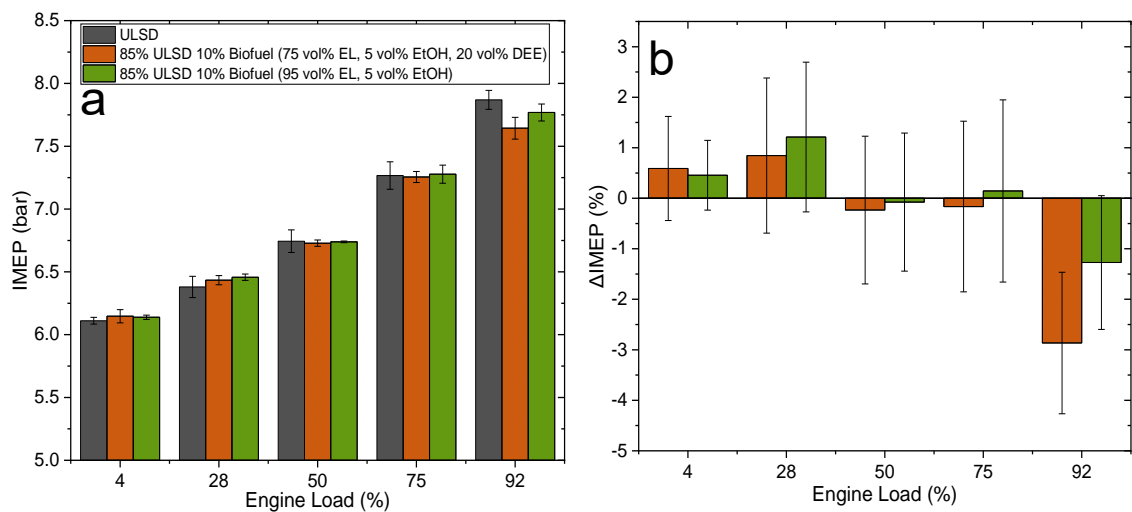 a
ULSD
85% ULSD 10% Biofuel (75 vol% EL, 5 vol% EtOH, 20 vol% DEE)
85% ULSD 10% Biofuel (95 vol% EL, 5 vol% EtOH)
IMEP (bar)
8.5
8.0
7.5
7.0
6.5
6.0
5.5
5.0
4 28 50 75 92
Engine Load (%)
b
ΔIMEP (%)
3
2
1
0
-1
-2
-3
-4
-5
4 28 50 75 92
Engine Load (%)